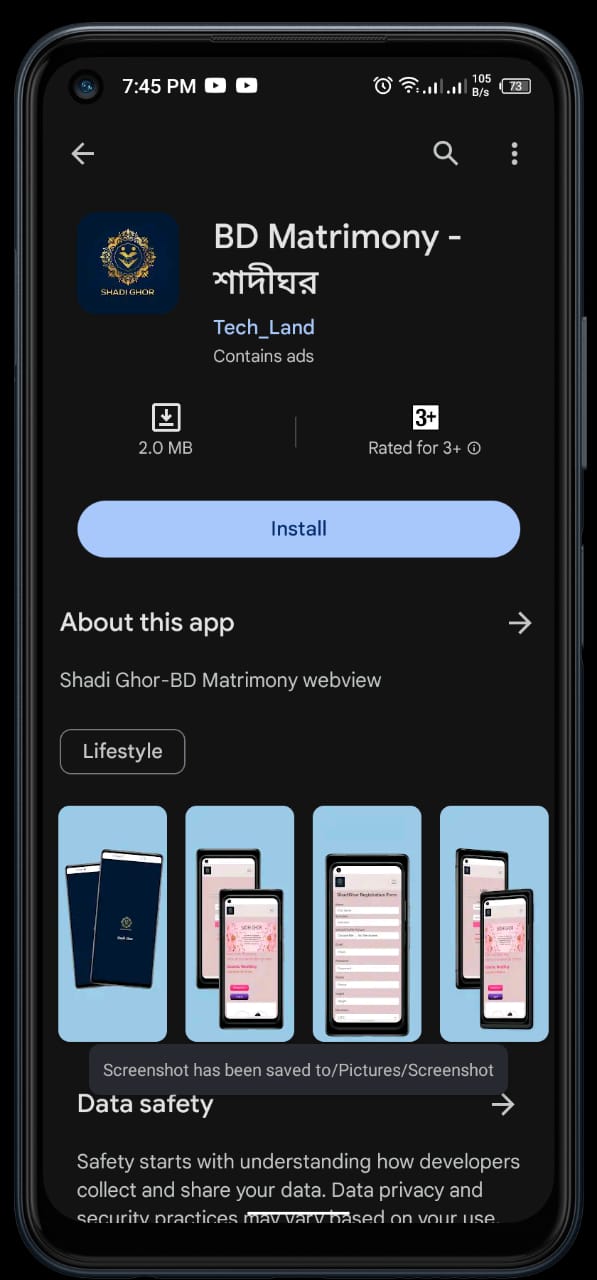 7:45 PM
105
B/s
73
SHADI GHOR
BD Matrimony -
শাদীঘর
Tech_Land
Contains ads
3+
2.0 MB
Rated for 3+
Install
About this app
Shadi Ghor-BD Matrimony webview
Lifestyle
Screenshot has been saved to/Pictures/Screenshot
Data safety
Safety starts with understanding how developers
collect and share your data. Data privacy and
security practices may vary based on your use,